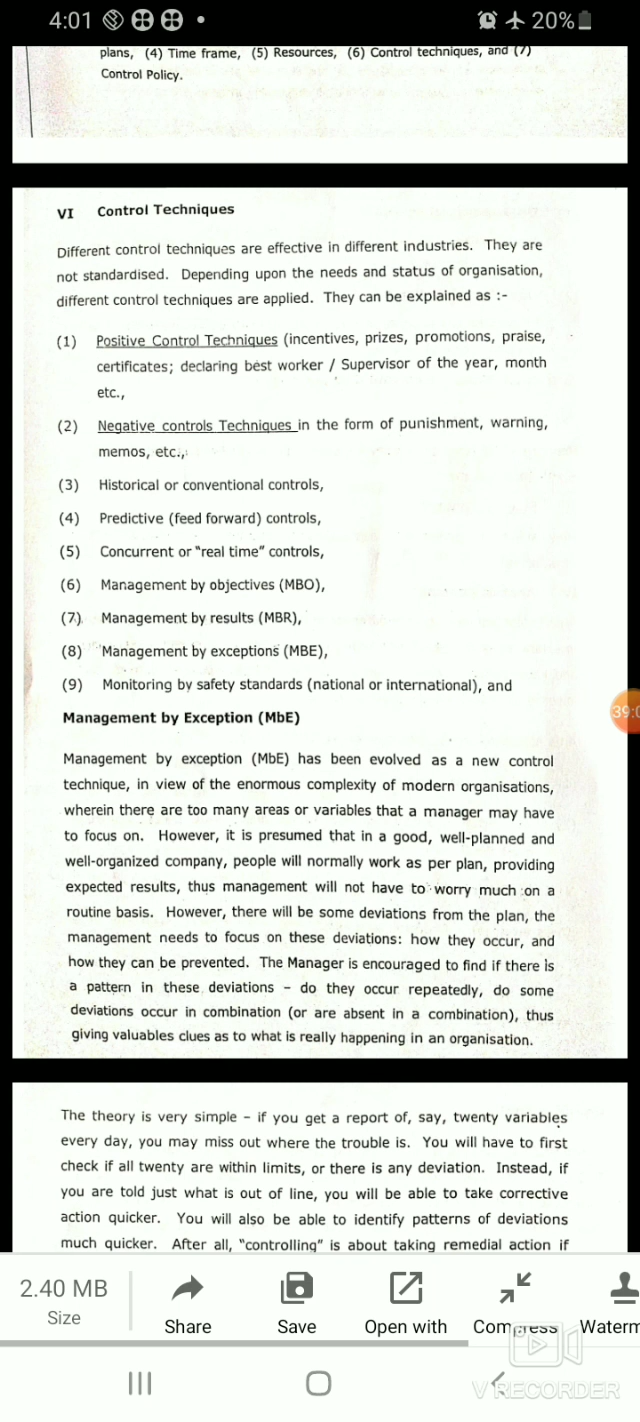 4:01
20%
plans, (4) Time frame, (5) Resources, (6) Control techniques, and (7)
Control Policy.
VI Control Techniques
Different control techniques are effective in different industries. They are
not standardised. Depending upon the needs and status of organisation,
different control techniques are applied. They can be explained as :-
(1) Positive Control Techniques (incentives, prizes, promotions, praise,
certificates; declaring best worker / Supervisor of the year, month
etc.,
(2) Negative controls Techniques in the form of punishment, warning,
memos, etc.,
(3) Historical or conventional controls,
(4) Predictive (feed forward) controls,
(5) Concurrent or "real time" controls,
(6) Management by objectives (MBO),
(7) Management by results (MBR),
(8) Management by exceptions (MBE),
(9) Monitoring by safety standards (national or international), and
Management by Exception (MbE)
Management by exception (MbE) has been evolved as a new control
technique, in view of the enormous complexity of modern organisations,
wherein there are too many areas or variables that a manager may have
to focus on. However, it is presumed that in a good, well-planned and
well-organized company, people will normally work as per plan, providing
expected results, thus management will not have to worry much on a
routine basis. However, there will be some deviations from the plan, the
management needs to focus on these deviations: how they occur, and
how they can be prevented. The Manager is encouraged to find if there is
a pattern in these deviations – do they occur repeatedly, do some
deviations occur in combination (or are absent in a combination), thus
giving valuables clues as to what is really happening in an organisation.
The theory is very simple – if you get a report of, say, twenty variables
every day, you may miss out where the trouble is. You will have to first
check if all twenty are within limits, or there is any deviation. Instead, if
you are told just what is out of line, you will be able to take corrective
action quicker. You will also be able to identify patterns of deviations
much quicker. After all, "controlling" is about taking remedial action if
2.40 MB
Size
Share
Save
Open with
Compress
Waterm
V RECORDER